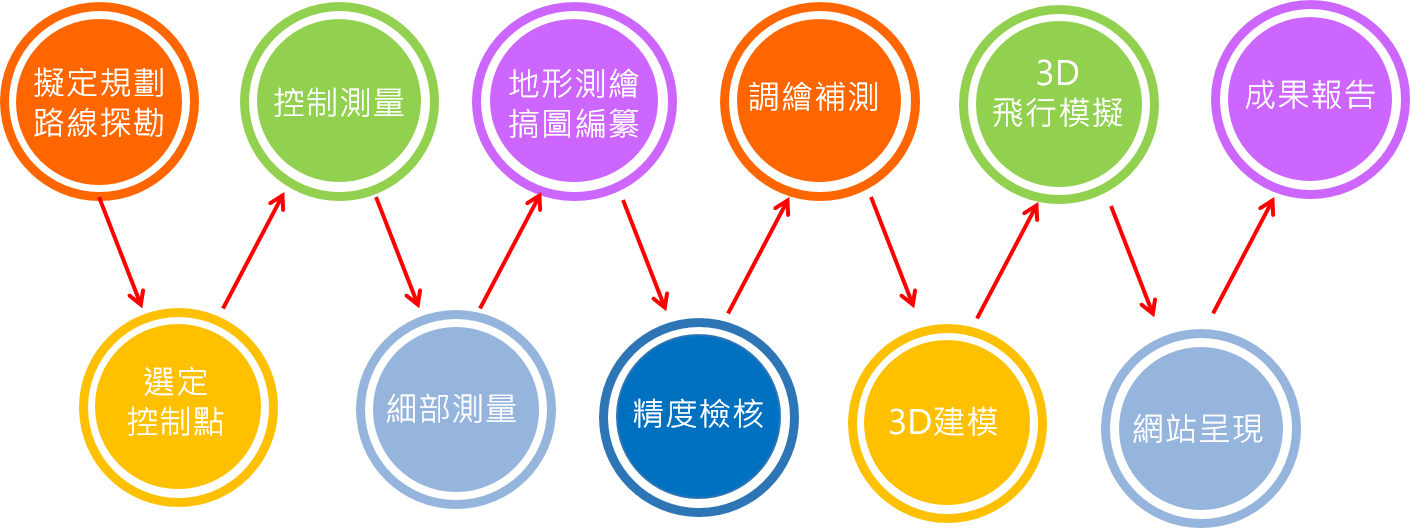 擬定規劃
路線探勘
選定
控制點
控制測量
細部測量
地形測繪
搞圖編纂
精度檢核
調繪補測
3D建模
3D
飛行模擬
網站呈現
成果報告